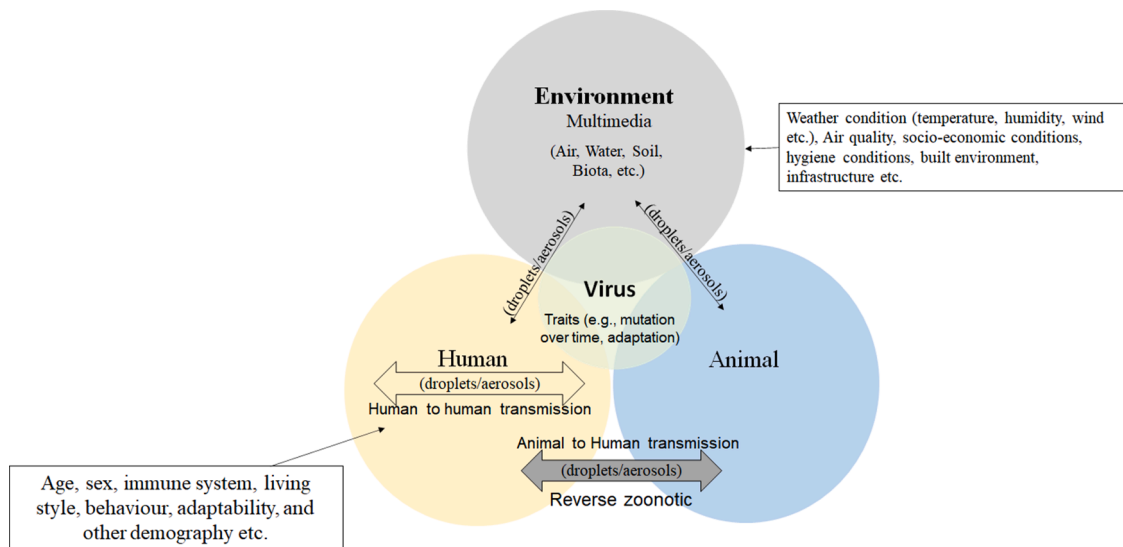 Environment
Multimedia
(Air, Water, Soil,
Biota, etc.)
Weather condition (temperature, humidity, wind
etc.), Air quality, socio-economic conditions,
hygiene conditions, built environment,
infrastructure etc.
(droplets/aerosols)
(droplets/aerosols)
Virus
Traits (e.g., mutation
over time, adaptation)
Human
(droplets/aerosols)
Human to human transmission
Animal
Animal to Human transmission
(droplets/aerosols)
Reverse zoonotic
Age, sex, immune system, living
style, behaviour, adaptability, and
other demography etc.